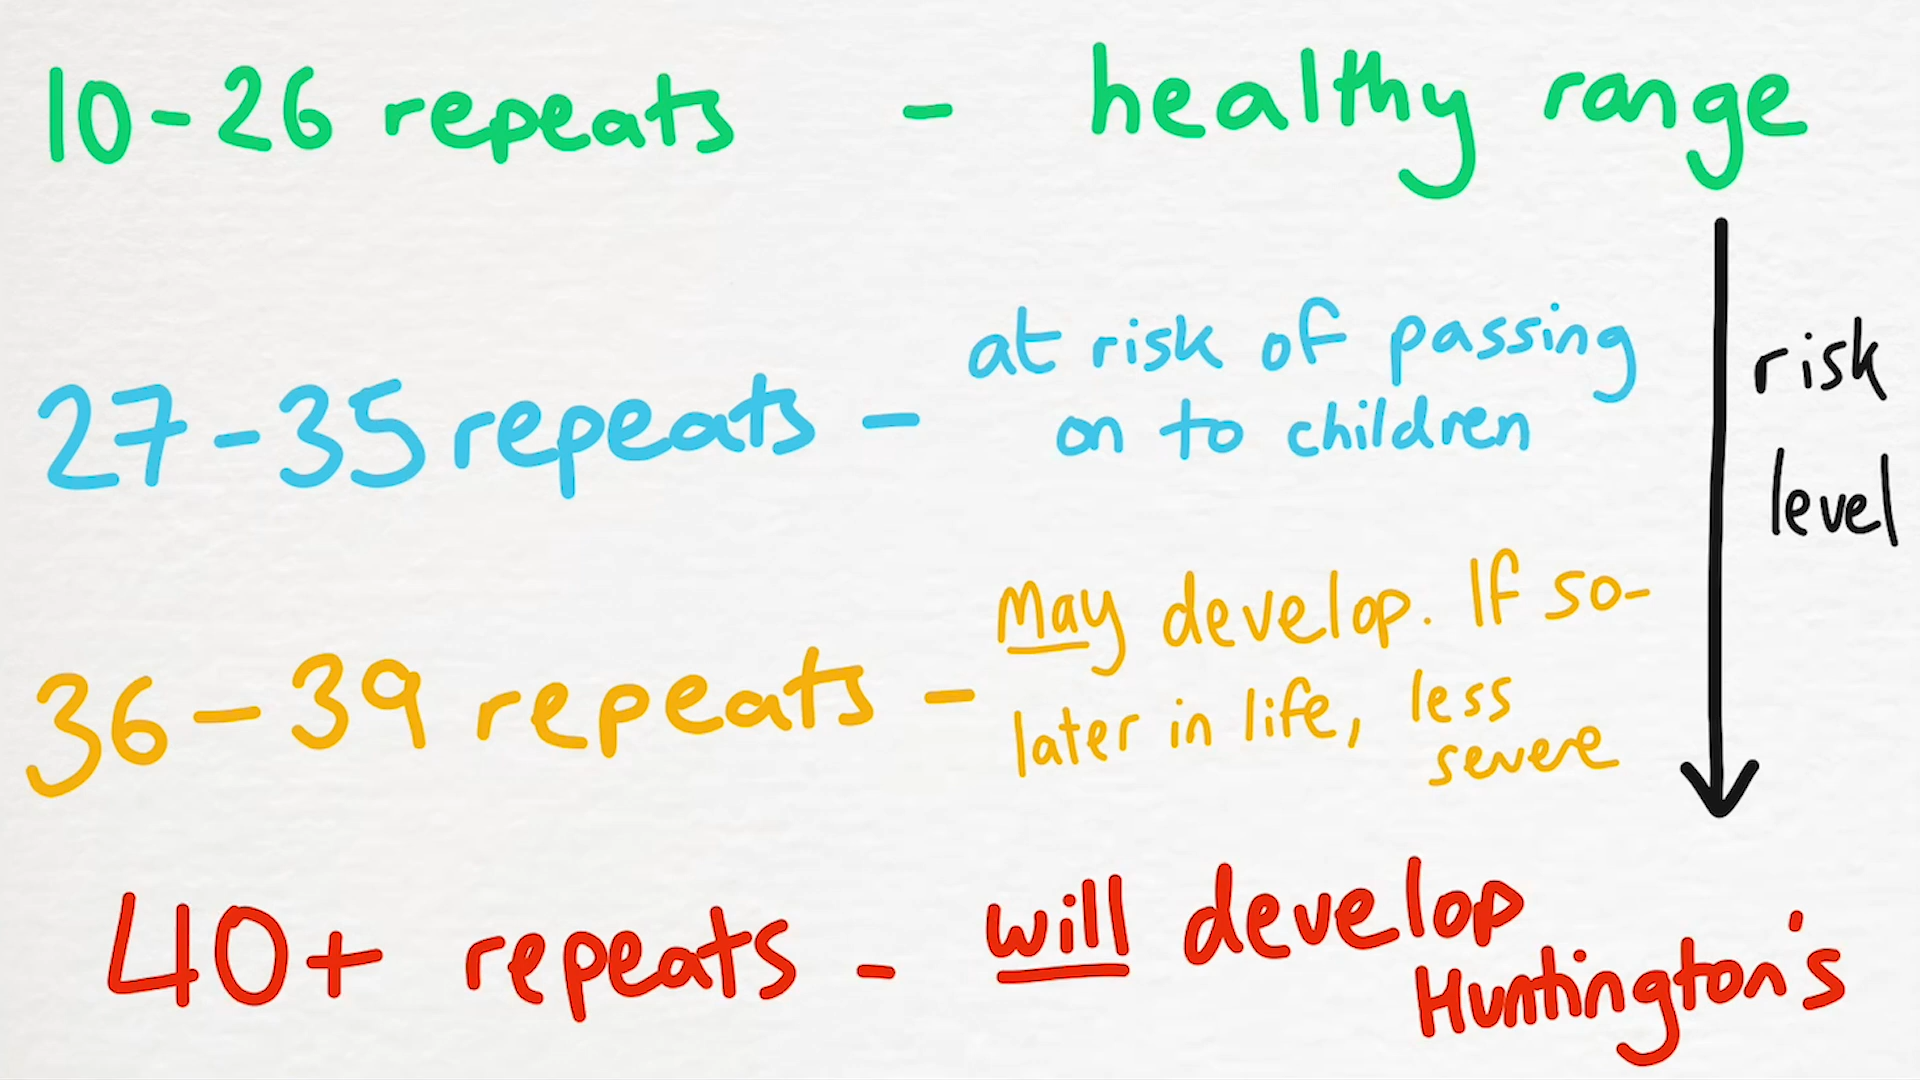 10-26 repeats - healthy range
27-35 repeats - at risk of passing
on to children
risk
level
36-39 repeats - May develop. If so-
later in life, less
severe
40+ repeats - will develop
Huntington's